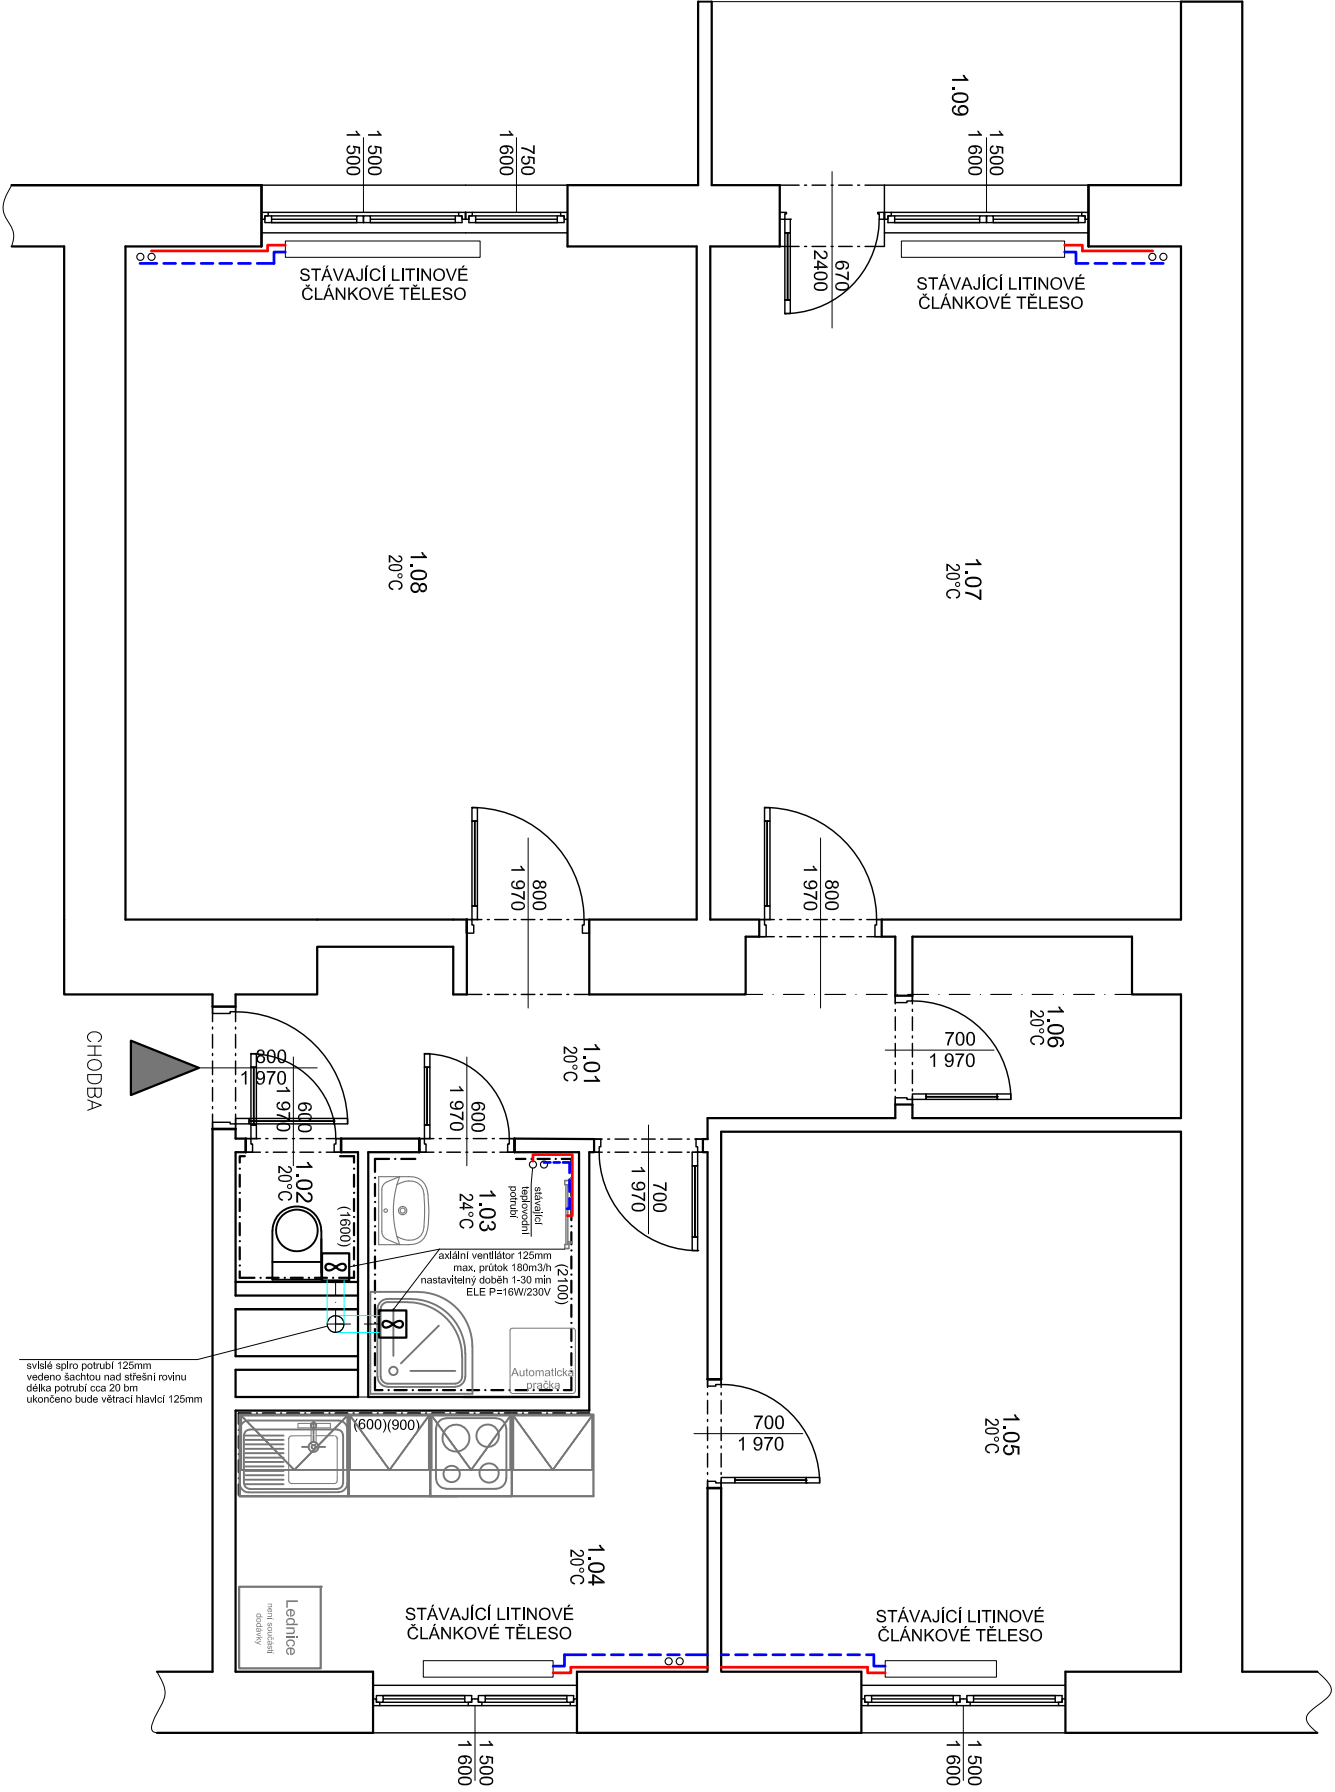 1.09
1 500
1 600
1 500
1 500
750
1 600
670
2400
STÁVAJÍCÍ LITINOVÉ
ČLÁNKOVÉ TĚLESO
STÁVAJÍCÍ LITINOVÉ
ČLÁNKOVÉ TĚLESO
1.08
20°C
1.07
20°C
800
1 970
800
1 970
1.06
20°C
700
1 970
1.01
20°C
CHODBA
800
1 970
600
1 970
600
1 970
700
1 970
1.02
20°C
(1600)
1.03
24°C
stávající
teplovodní
potrubí
axiální ventilátor 125mm
max. průtok 180m3/h
nastavitelný doběh 1-30 min
ELE P=16W/230V
(2100)
Automatická
pračka
svislé spiro potrubí 125mm
vedeno šachtou nad střešní rovinu
délka potrubí cca 20 bm
ukončeno bude větrací hlavicí 125mm
(600)(900)
700
1 970
1.05
20°C
1.04
20°C
Lednice
není součástí
dodávky
STÁVAJÍCÍ LITINOVÉ
ČLÁNKOVÉ TĚLESO
STÁVAJÍCÍ LITINOVÉ
ČLÁNKOVÉ TĚLESO
1 500
1 600
1 500
1 600